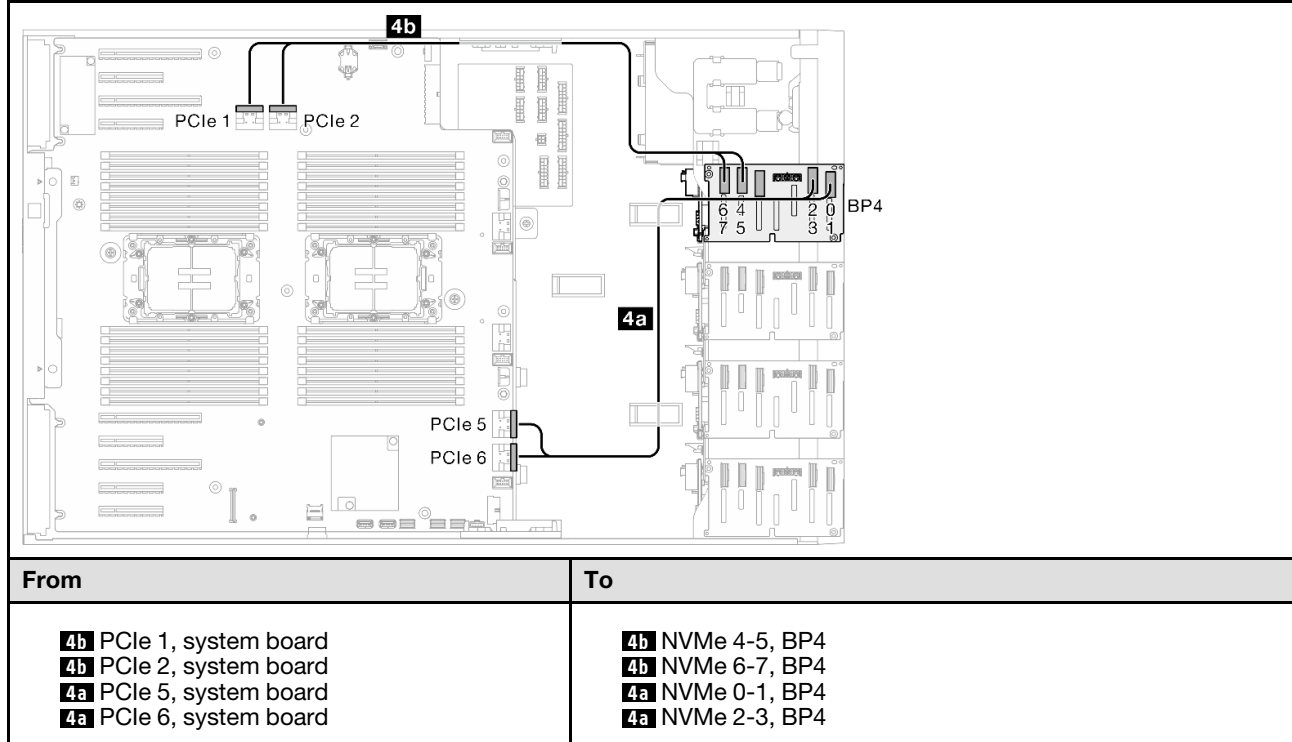 4b
PCIe 1
PCIe 2
6 4 2 0 BP4
7 5 3 1
4a
PCIe 5
PCIe 6
From To
4b PCIe 1, system board
4b PCIe 2, system board
4a PCIe 5, system board
4a PCIe 6, system board
4b NVMe 4-5, BP4
4b NVMe 6-7, BP4
4a NVMe 0-1, BP4
4a NVMe 2-3, BP4